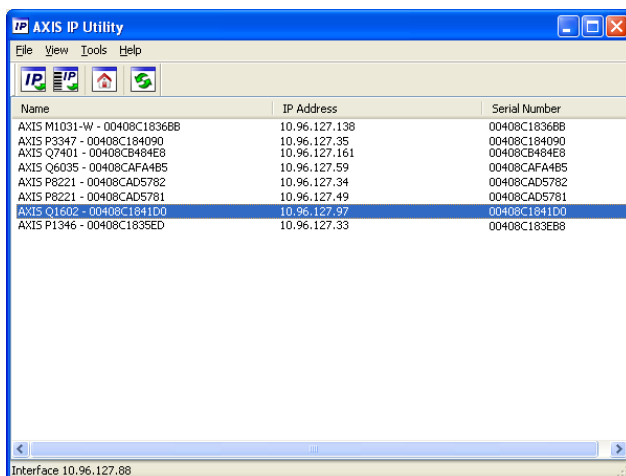 IP AXIS IP Utility
File View Tools Help
IP IP
Name IP Address Serial Number
AXIS M1031-W - 00408C1836BB 10.96.127.138 00408C1836BB
AXIS P3347 - 00408C184090 10.96.127.35 00408C184090
AXIS Q7401 - 00408CB484E8 10.96.127.161 00408CB484E8
AXIS Q6035 - 00408CAFA4B5 10.96.127.59 00408CAFA4B5
AXIS P8221 - 00408CAD5782 10.96.127.34 00408CAD5782
AXIS P8221 - 00408CAD5781 10.96.127.49 00408CAD5781
AXIS Q1602 - 00408C1841D0 10.96.127.97 00408C1841D0
AXIS P1346 - 00408C1835ED 10.96.127.33 00408C183EB8
Interface 10.96.127.88